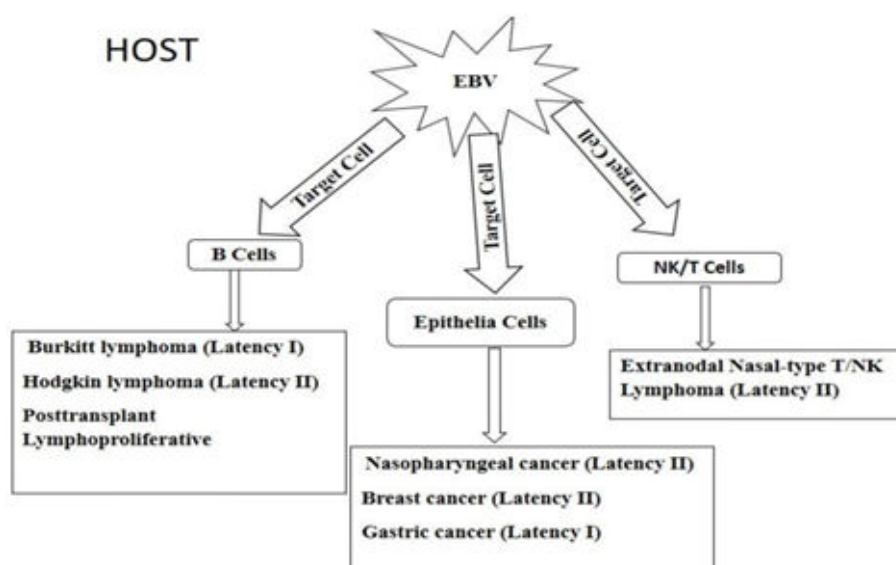 HOST
EBV
Target Cell
Target Cell
Target Cell
B Cells
Epithelia Cells
NK/T Cells
Burkitt lymphoma (Latency I)
Hodgkin lymphoma (Latency II)
Posttransplant
Lymphoproliferative
Nasopharyngeal cancer (Latency II)
Breast cancer (Latency II)
Gastric cancer (Latency I)
Extranodal Nasal-type T/NK
Lymphoma (Latency II)